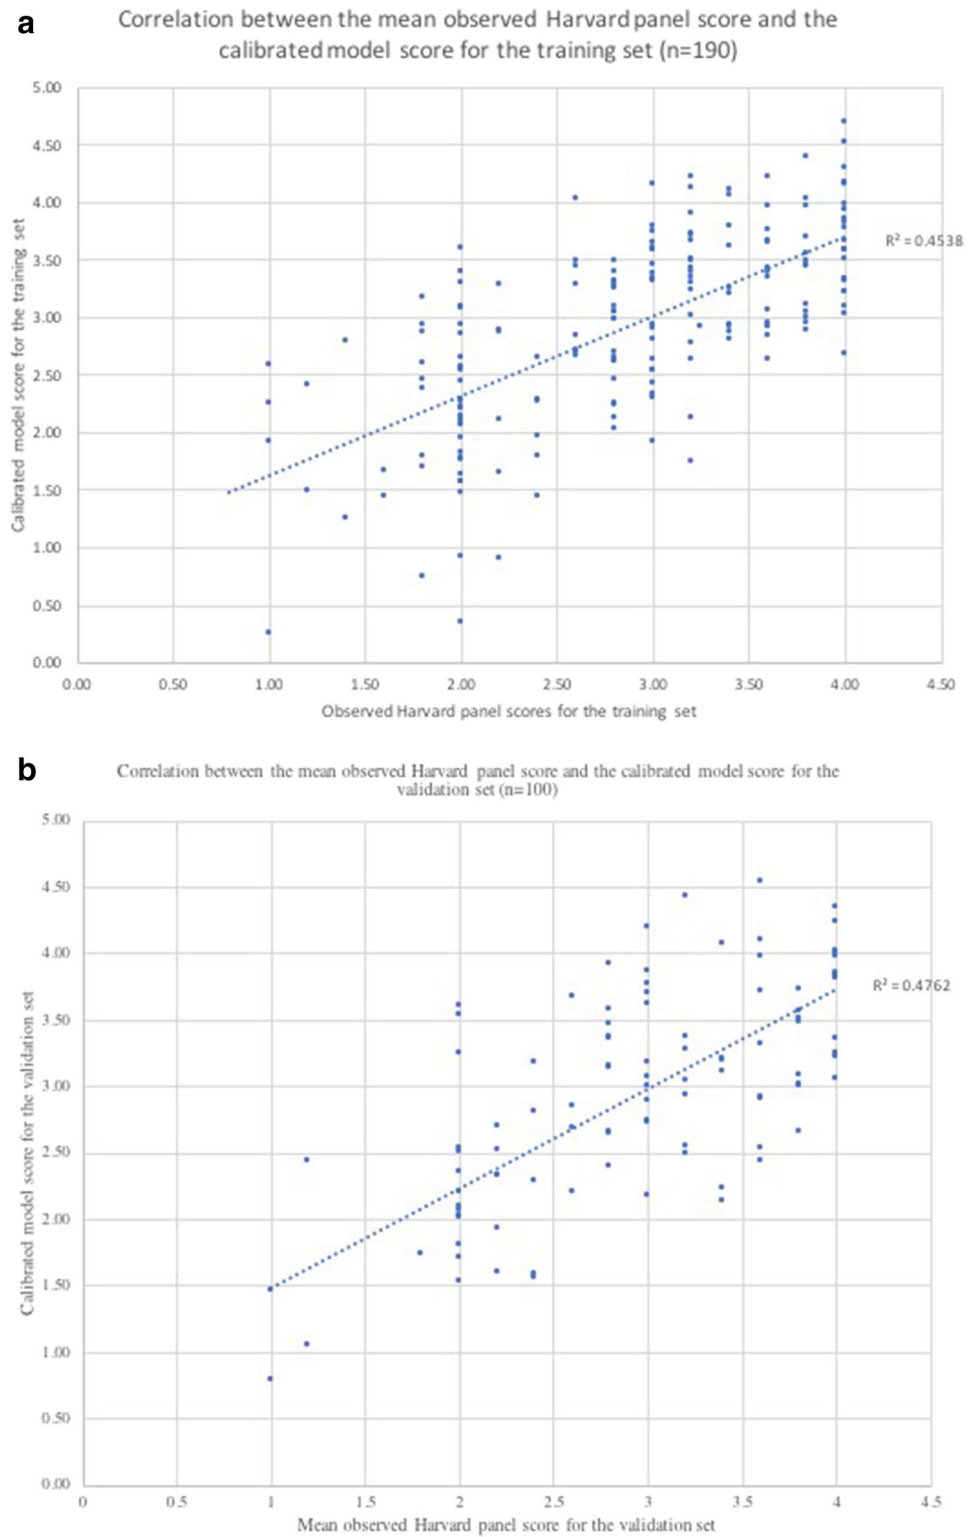 a
Correlation between the mean observed Harvard panel score and the
calibrated model score for the training set (n=190)
5.00
4.50
4.00
3.50
3.00
2.50
2.00
1.50
1.00
0.50
0.00
Calibrated model score for the training set
R² = 0.4538
0.00 0.50 1.00 1.50 2.00 2.50 3.00 3.50 4.00 4.50
Observed Harvard panel scores for the training set
b
Correlation between the mean observed Harvard panel score and the calibrated model score for the
validation set (n=100)
5.00
4.50
4.00
3.50
3.00
2.50
2.00
1.50
1.00
0.50
0.00
Calibrated model score for the validation set
R² = 0.4762
0 0.5 1 1.5 2 2.5 3 3.5 4 4.5
Mean observed Harvard panel score for the validation set